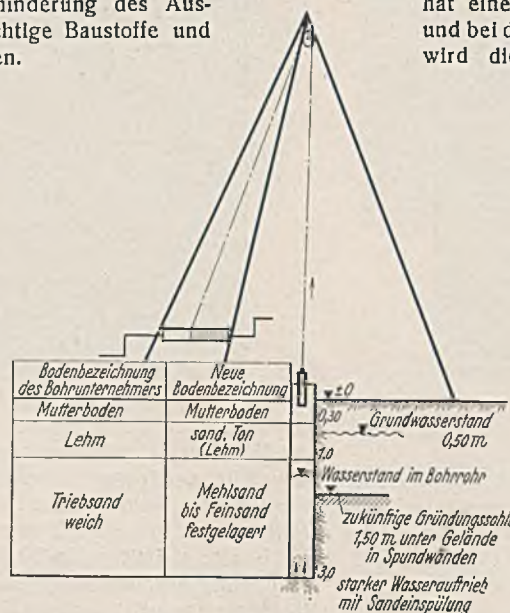 hinderung des Aus-
chtige Baustoffe und
en.
hat eine
und bei d
wird die
Bodenbezeichnung
des Bohrunternehmers
Neue
Bodenbezeichnung
Mutterboden
Mutterboden
Lehm
sand. Ton
(Lehm)
Triebsand
weich
Mehlsand
bis Feinsand
festgelagert
±0
0,30
Grundwasserstand
0,50 m
1,0
Wasserstand im Bohrrohr
zukünftige Gründungssohle
1,50 m unter Gelände
in Spundwänden
3,0
starker Wasserauftrieb
mit Sandeinspülung